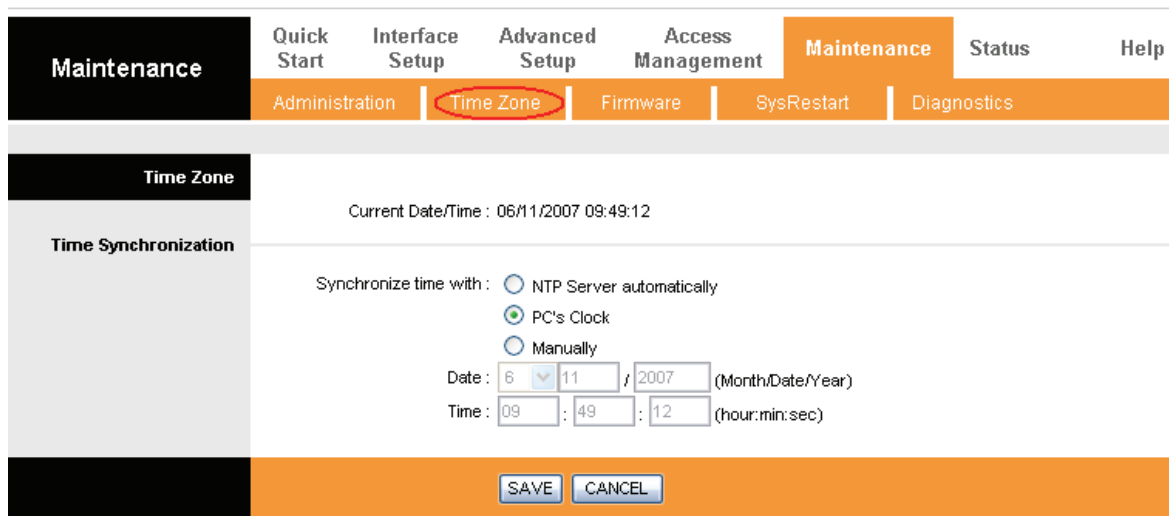 Maintenance
Quick Start
Interface Setup
Advanced Setup
Access Management
Maintenance
Status
Help
Administration
Time Zone
Firmware
SysRestart
Diagnostics
Time Zone
Current Date/Time : 06/11/2007 09:49:12
Time Synchronization
Synchronize time with : NTP Server automatically
PC's Clock
Manually
Date : 6 11 / 2007 (Month/Date/Year)
Time : 09 : 49 : 12 (hour:min:sec)
SAVE CANCEL